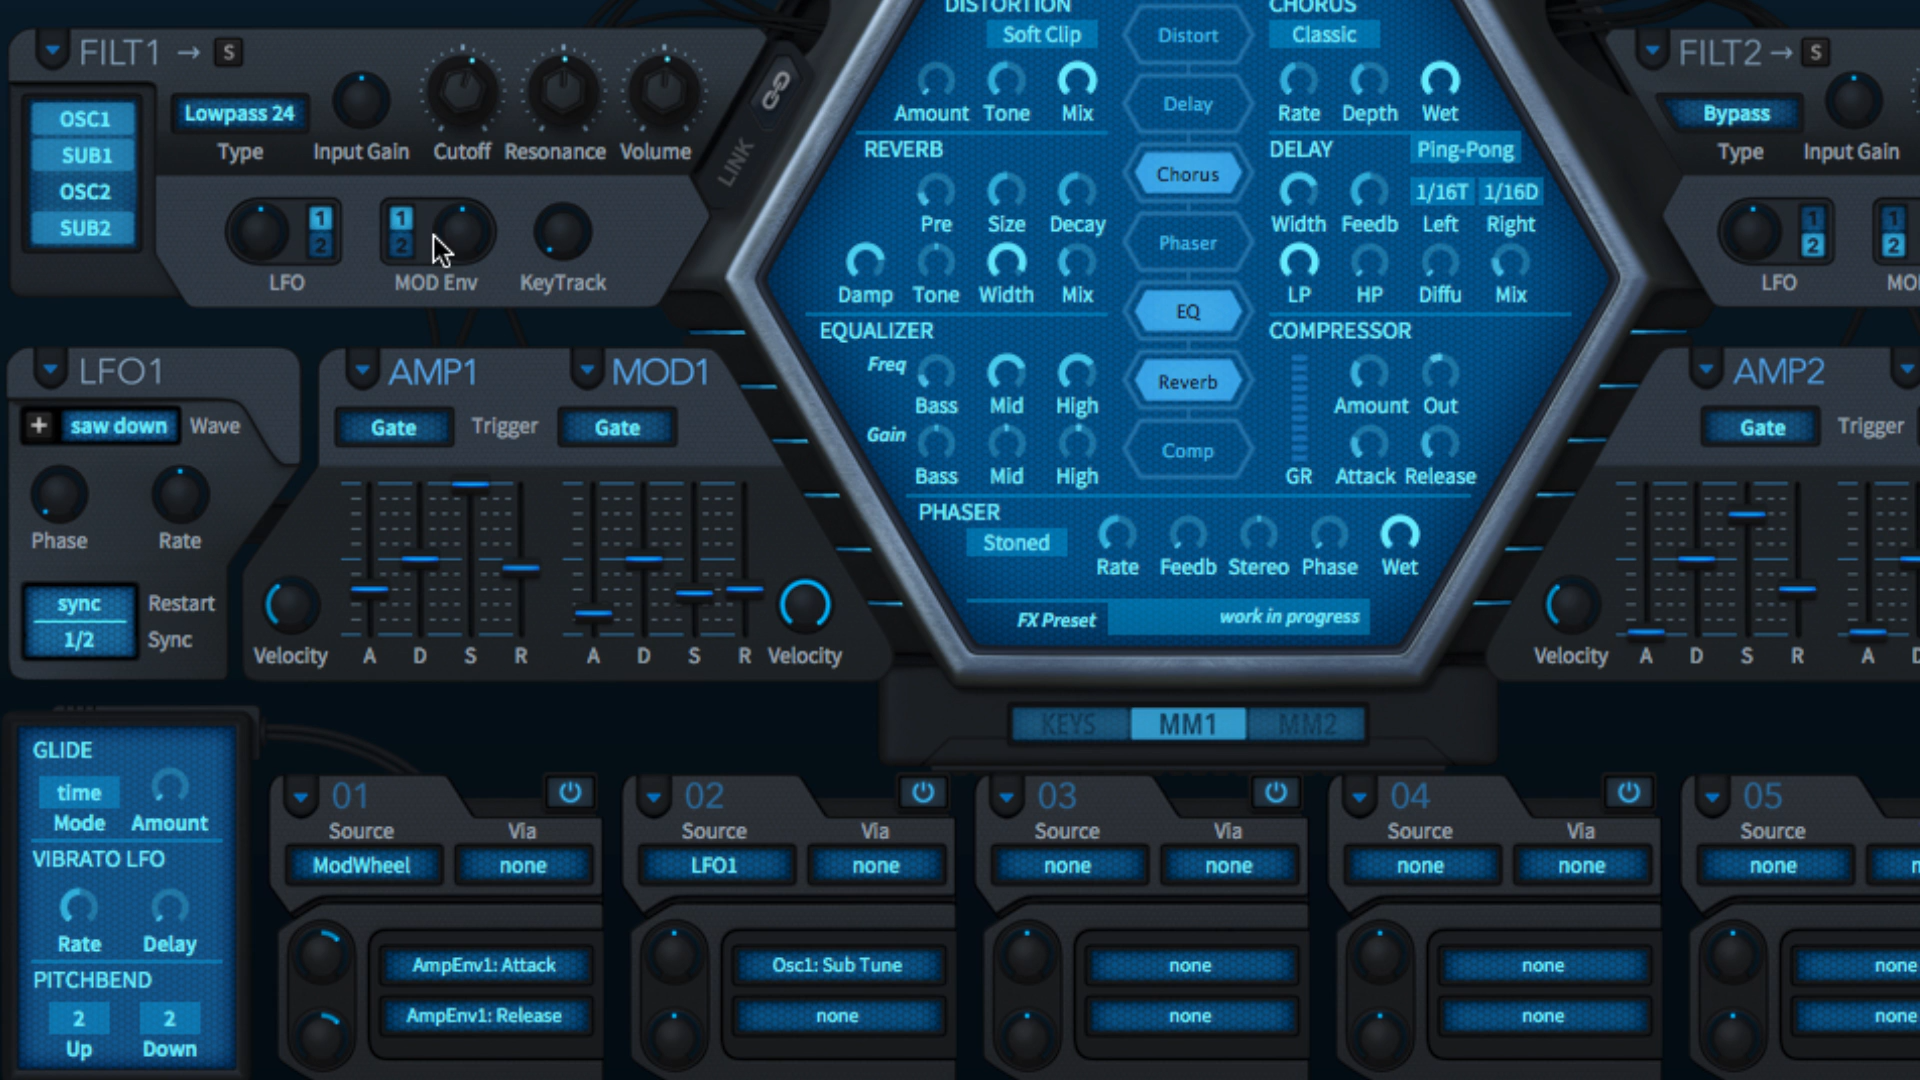 FILT1 → S
OSC1
SUB1
OSC2
SUB2
Lowpass 24
Type
Input Gain
Cutoff
Resonance
Volume
LINK
1
2
LFO
1
2
MOD Env
KeyTrack
LFO1
+ saw down Wave
Phase
Rate
sync Restart
1/2 Sync
AMP1
MOD1
Gate Trigger Gate
Velocity A D S R
A D S R Velocity
DISTORTION
Soft Clip
Amount Tone Mix
REVERB
Pre Size Decay
Damp Tone Width Mix
EQUALIZER
Freq
Bass Mid High
Gain
Bass Mid High
Distort
Delay
Chorus
Phaser
EQ
Reverb
Comp
CHORUS
Classic
Rate Depth Wet
DELAY Ping-Pong
1/16T 1/16D
Width Feedb Left Right
LP HP Diffu Mix
COMPRESSOR
Amount Out
GR Attack Release
PHASER
Stoned
Rate Feedb Stereo Phase Wet
FX Preset work in progress
KEYS MM1 MM2
FILT2 → S
Bypass
Type
Input Gain
1
2
LFO
1
2
AMP2
Gate Trigger
Velocity A D S R
A
GLIDE
time
Mode Amount
VIBRATO LFO
Rate Delay
PITCHBEND
2 2
Up Down
01
Source Via
ModWheel none
AmpEnv1: Attack
AmpEnv1: Release
02
Source Via
LFO1 none
Osc1: Sub Tune
none
03
Source Via
none none
none
none
04
Source Via
none none
none
none
05
Source
none
none
none